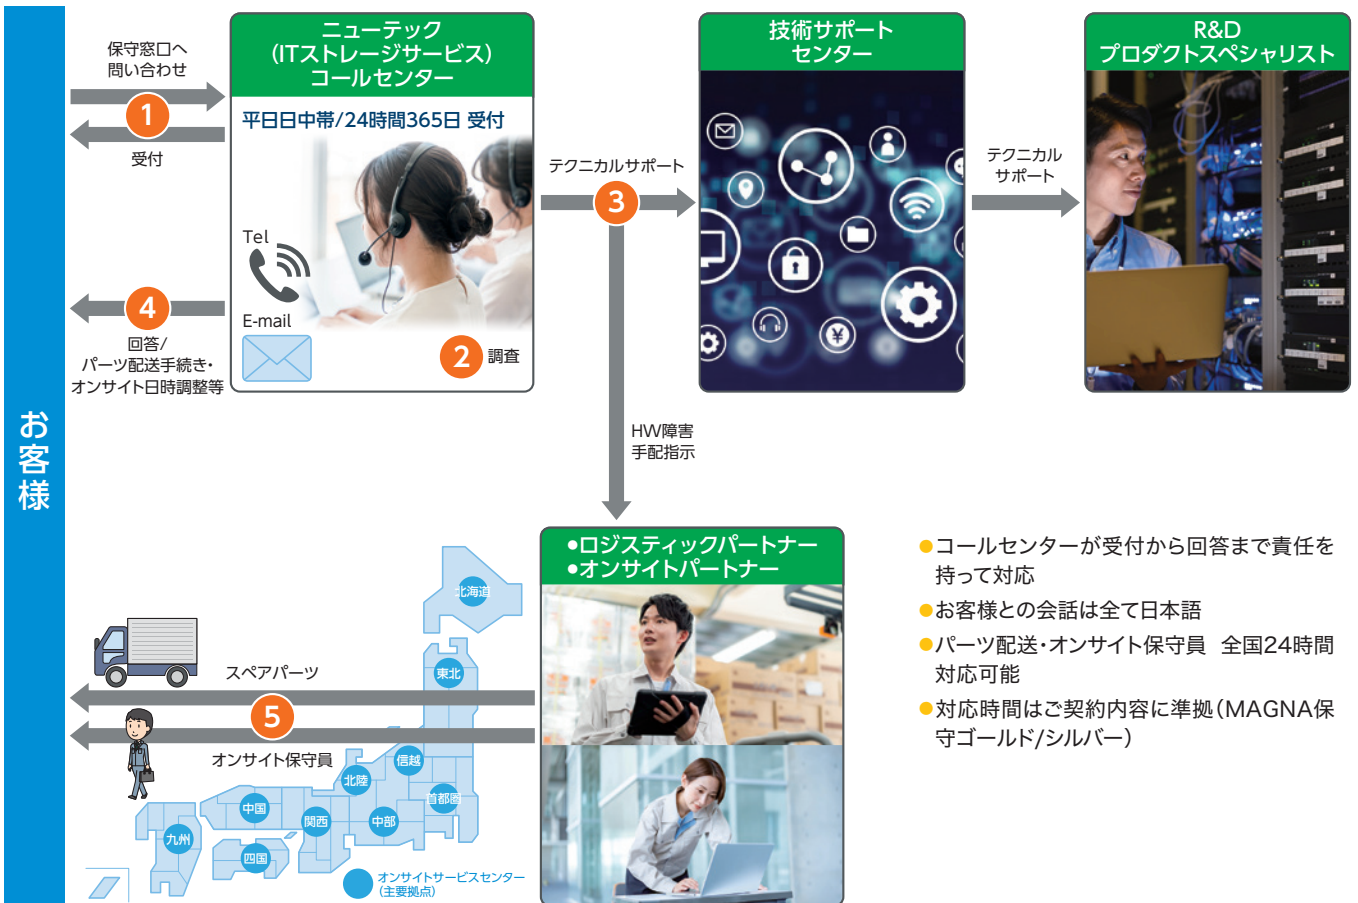 お客様
保守窓口へ
問い合わせ
1
受付
4
回答/
パーツ配送手続き・
オンサイト日時調整等
ニューテック
（ITストレージサービス）
コールセンター
平日日中帯/24時間365日 受付
Tel
E-mail
2 調査
テクニカルサポート
3
HW障害
手配指示
技術サポート
センター
¥
テクニカル
サポート
R&D
プロダクトスペシャリスト
●ロジスティックパートナー
●オンサイトパートナー
スペアパーツ
5
オンサイト保守員
北海道
東北
信越
北陸
首都圏
中国
関西
中部
九州
四国
オンサイトサービスセンター
（主要拠点）
●コールセンターが受付から回答まで責任を
持って対応
●お客様との会話は全て日本語
●パーツ配送・オンサイト保守員 全国24時間
対応可能
●対応時間はご契約内容に準拠（MAGNA保
守ゴールド/シルバー）